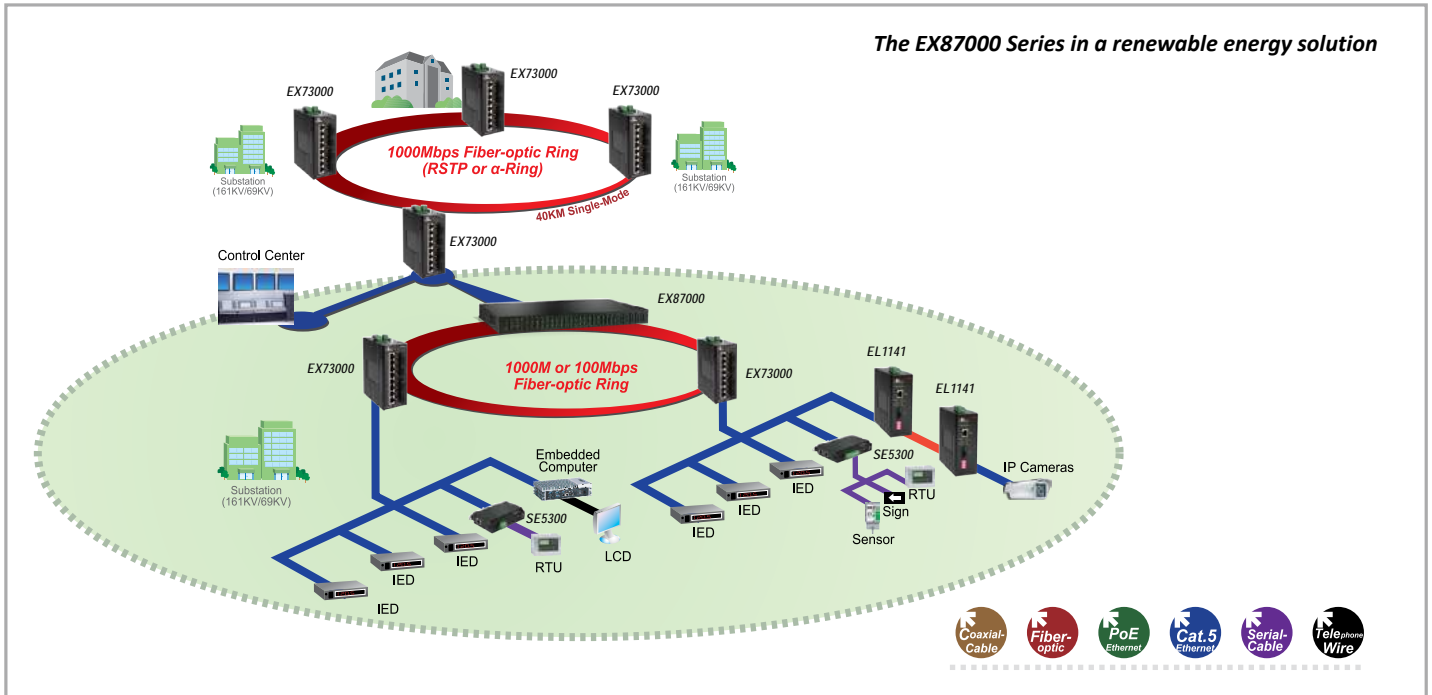 The EX87000 Series in a renewable energy solution
EX73000
EX73000
EX73000
1000Mbps Fiber-optic Ring
(RSTP or α-Ring)
Substation
(161KV/69KV)
Substation
(161KV/69KV)
40KM Single-Mode
EX73000
Control Center
EX87000
EX73000
1000M or 100Mbps
Fiber-optic Ring
EX73000
EL1141
EL1141
Substation
(161KV/69KV)
Embedded
Computer
SE5300
IED
IED
IED
RTU
LCD
SE5300
IED
IED
IED
RTU
Sign
Sensor
IP Cameras
Coaxial-
Cable
Fiber-
optic
PoE
Ethernet
Cat.5
Ethernet
Serial-
Cable
Telephone
Wire